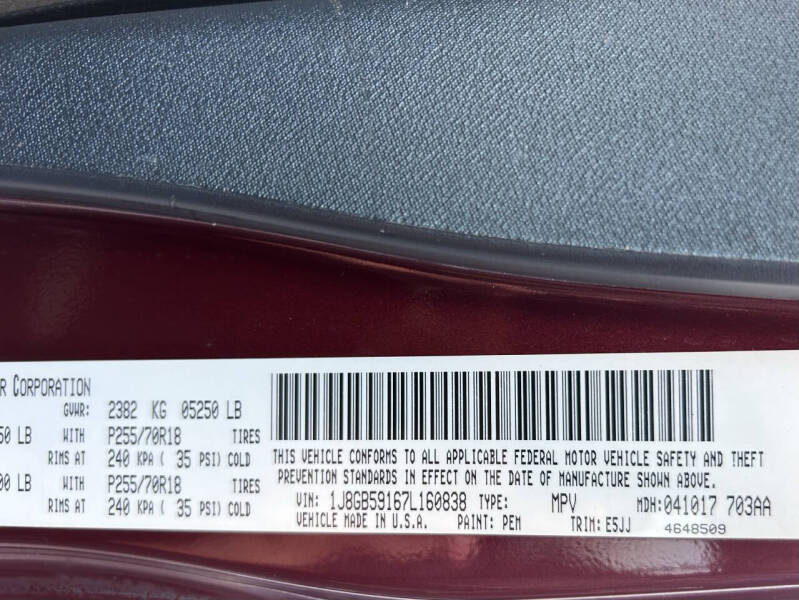 R CORPORATION
GVWR: 2382 KG 05250 LB
50 LB WITH P255/70R18 TIRES
RIMS AT 240 KPA ( 35 PSI) COLD
00 LB WITH P255/70R18 TIRES
RIMS AT 240 KPA ( 35 PSI) COLD
THIS VEHICLE CONFORMS TO ALL APPLICABLE FEDERAL MOTOR VEHICLE SAFETY AND THEFT
PREVENTION STANDARDS IN EFFECT ON THE DATE OF MANUFACTURE SHOWN ABOVE.
VIN: 1J8GB59167L160838 TYPE: MPV MDH:041017 703AA
VEHICLE MADE IN U.S.A. PAINT: PEM TRIM: E5JJ 4648509